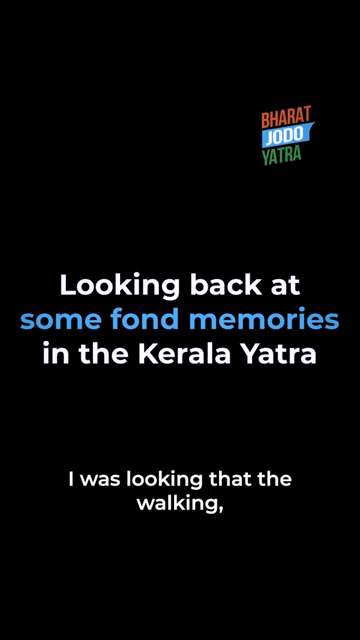 BHARAT
JODO
YATRA
Looking back at
some fond memories
in the Kerala Yatra
I was looking that the
walking,